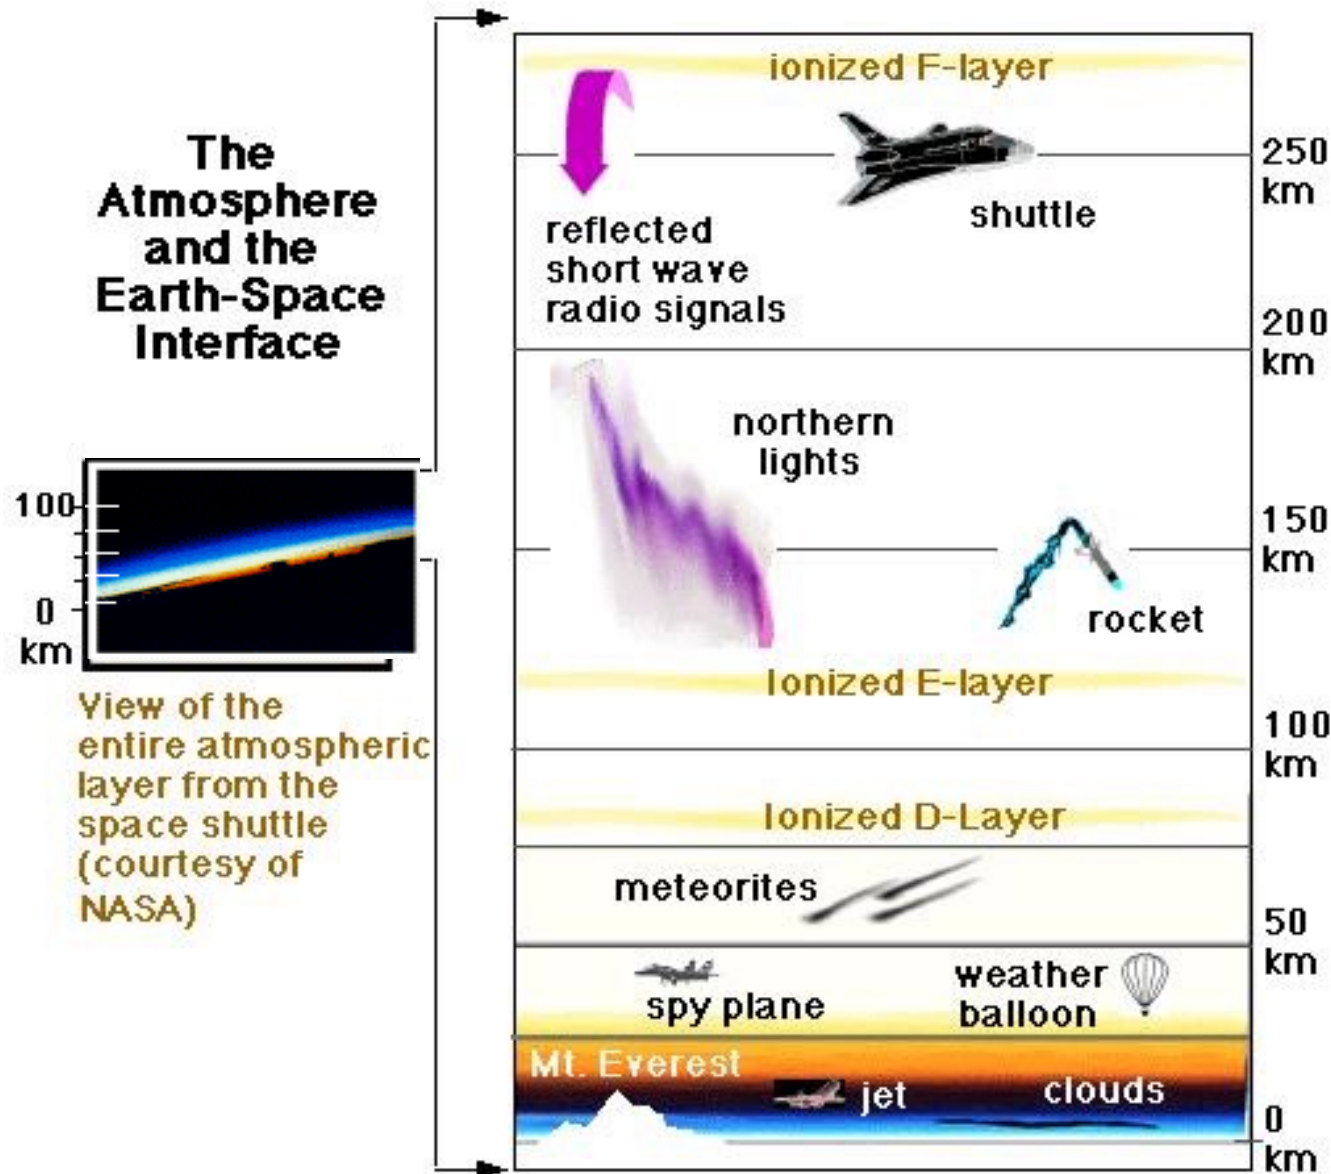 The
Atmosphere
and the
Earth-Space
Interface
100
0
km
View of the
entire atmospheric
layer from the
space shuttle
(courtesy of
NASA)
ionized F-layer
250
km
shuttle
reflected
short wave
radio signals
200
km
northern
lights
150
km
rocket
Ionized E-layer
100
km
Ionized D-Layer
meteorites
50
km
spy plane
weather
balloon
Mt. Everest
jet
clouds
0
km